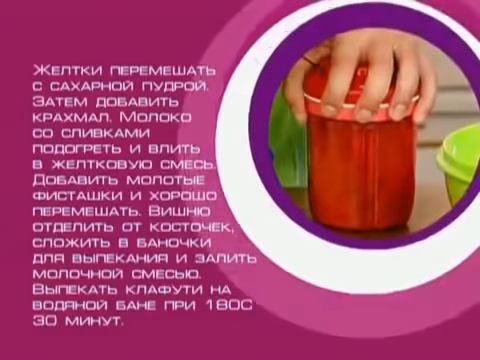 Желтки перемешать
с сахарной пудрой.
Затем добавить
крахмал. Молоко
со сливками
подогреть и влить
в желтковую смесь.
Добавить молотые
фисташки и хорошо
перемешать. Вишню
отделить от косточек,
сложить в баночки
для выпекания и залить
молочной смесью.
Выпекать клафути на
водяной бане при 180С
30 минут.